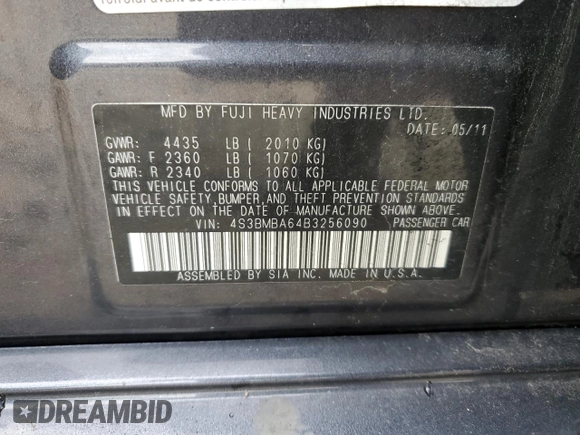 MFD BY FUJI HEAVY INDUSTRIES LTD.
DATE: 05/11
GVWR: 4435 LB ( 2010 KG)
GAWR: F 2360 LB ( 1070 KG)
GAWR: R 2340 LB ( 1060 KG)
THIS VEHICLE CONFORMS TO ALL APPLICABLE FEDERAL MOTOR
VEHICLE SAFETY, BUMPER, AND THEFT PREVENTION STANDARDS
IN EFFECT ON THE DATE OF MANUFACTURE SHOWN ABOVE.
VIN: 4S3BMBA64B3256090 PASSENGER CAR
ASSEMBLED BY SIA INC. MADE IN U.S.A.
DREAMBID